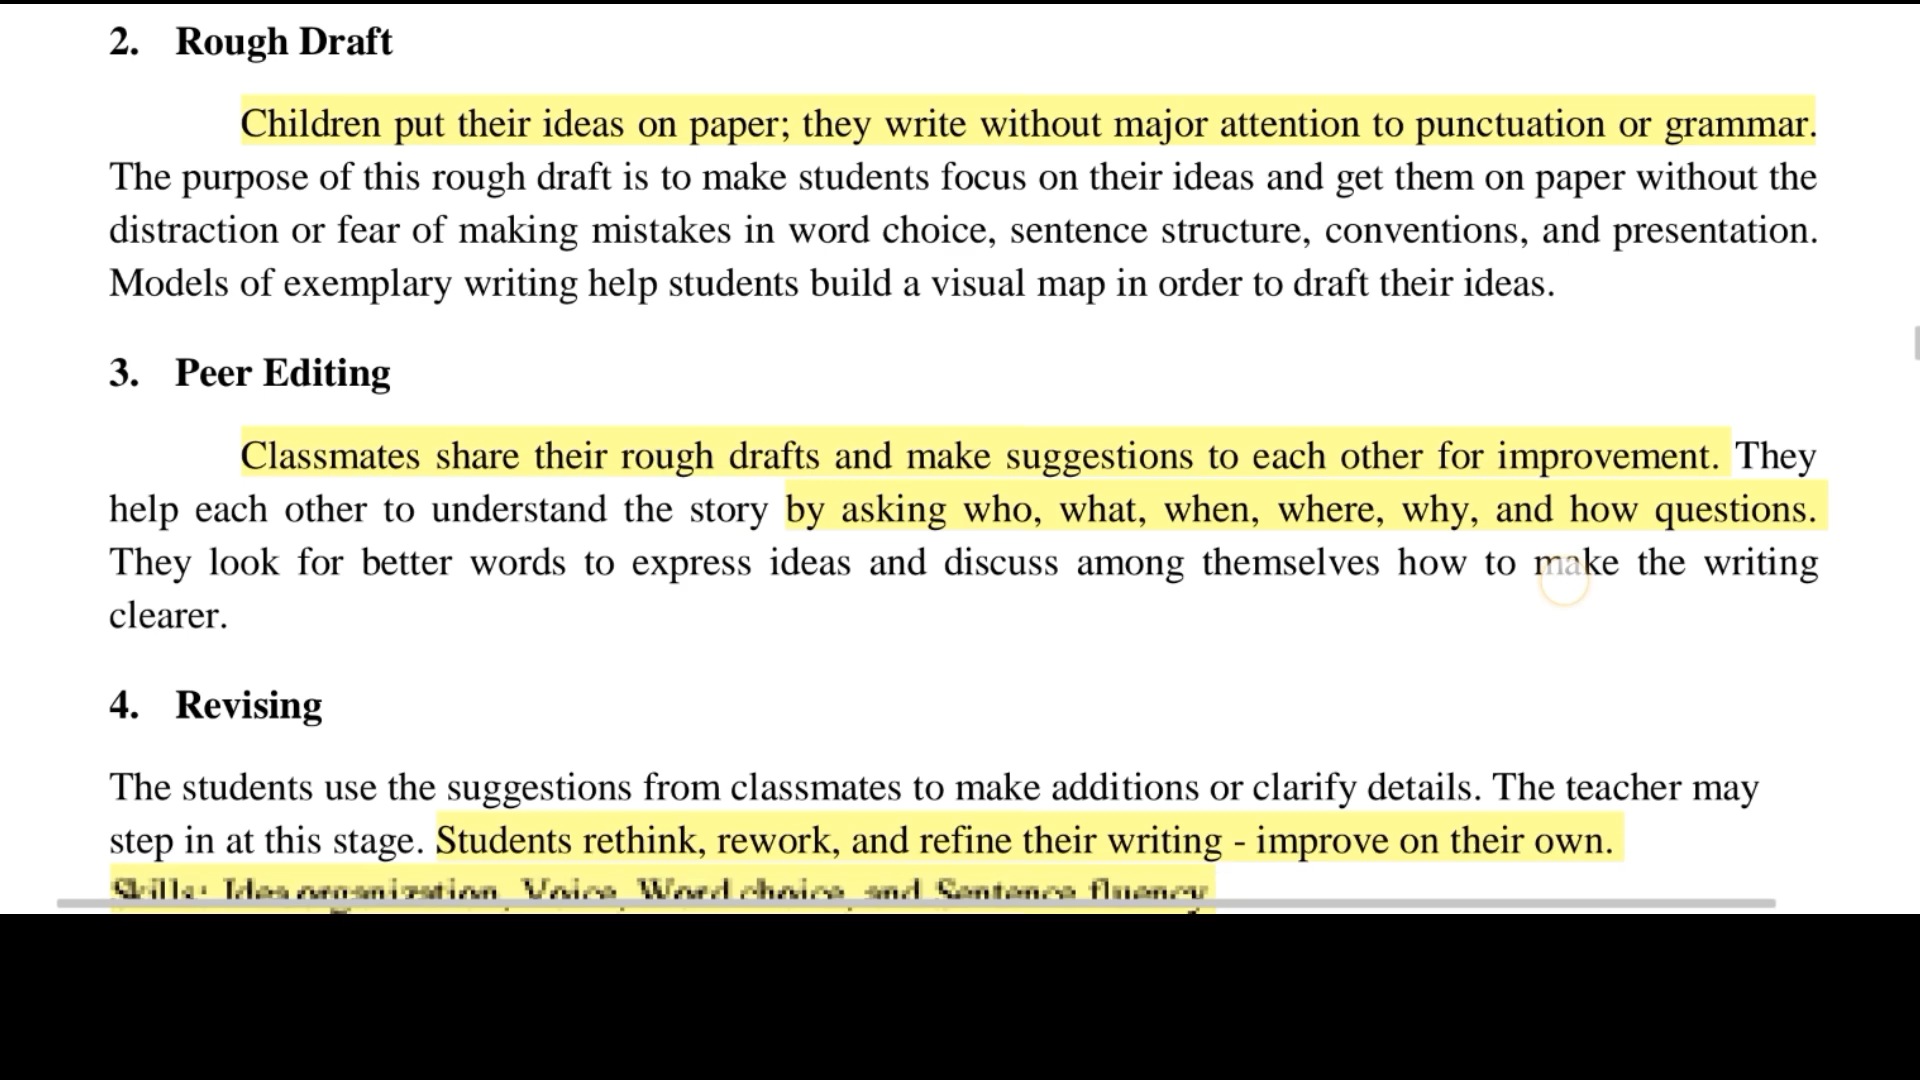 2. Rough Draft
Children put their ideas on paper; they write without major attention to punctuation or grammar.
The purpose of this rough draft is to make students focus on their ideas and get them on paper without the
distraction or fear of making mistakes in word choice, sentence structure, conventions, and presentation.
Models of exemplary writing help students build a visual map in order to draft their ideas.
3. Peer Editing
Classmates share their rough drafts and make suggestions to each other for improvement. They
help each other to understand the story by asking who, what, when, where, why, and how questions.
They look for better words to express ideas and discuss among themselves how to make the writing
clearer.
4. Revising
The students use the suggestions from classmates to make additions or clarify details. The teacher may
step in at this stage. Students rethink, rework, and refine their writing - improve on their own.
Skills: Idea organization, Voice, Word choice, and Sentence fluency